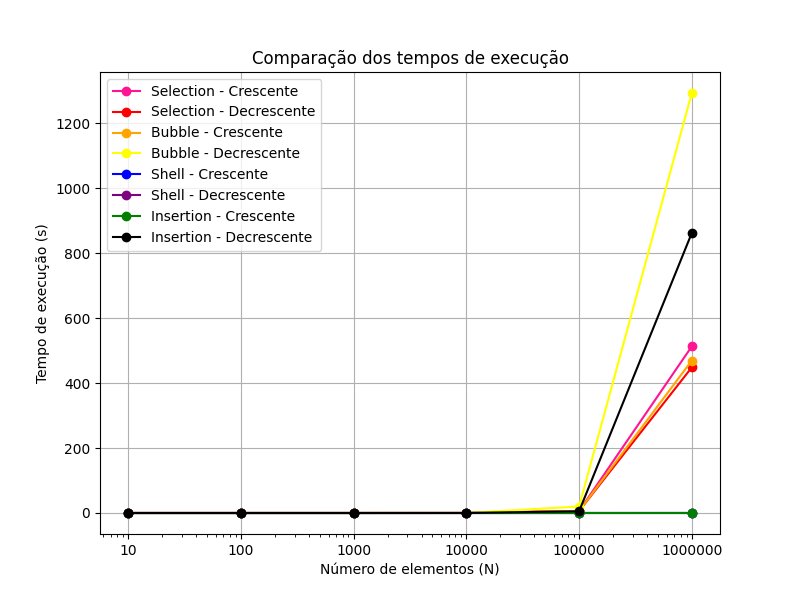 Comparação dos tempos de execução
Selection - Crescente
Selection - Decrescente
Bubble - Crescente
Bubble - Decrescente
Shell - Crescente
Shell - Decrescente
Insertion - Crescente
Insertion - Decrescente
Tempo de execução (s)
1200
1000
800
600
400
200
0
10 100 1000 10000 100000 1000000
Número de elementos (N)